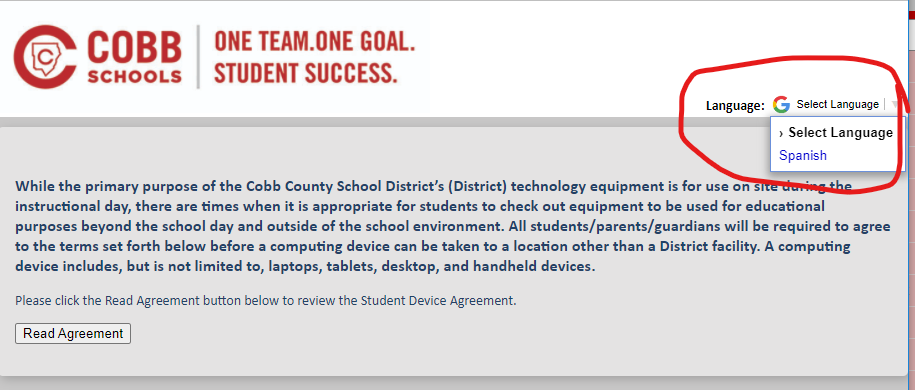 COBB
SCHOOLS
ONE TEAM.ONE GOAL.
STUDENT SUCCESS.
Language: G Select Language
› Select Language
Spanish
While the primary purpose of the Cobb County School District's (District) technology equipment is for use on site during the
instructional day, there are times when it is appropriate for students to check out equipment to be used for educational
purposes beyond the school day and outside of the school environment. All students/parents/guardians will be required to agree
to the terms set forth below before a computing device can be taken to a location other than a District facility. A computing
device includes, but is not limited to, laptops, tablets, desktop, and handheld devices.
Please click the Read Agreement button below to review the Student Device Agreement.
Read Agreement